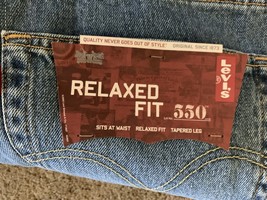 QUALITY NEVER GOES OUT OF STYLE® ORIGINAL SINCE 1873
Levi's
RELAXED
FIT
550™
SITS AT WAIST RELAXED FIT TAPERED LEG